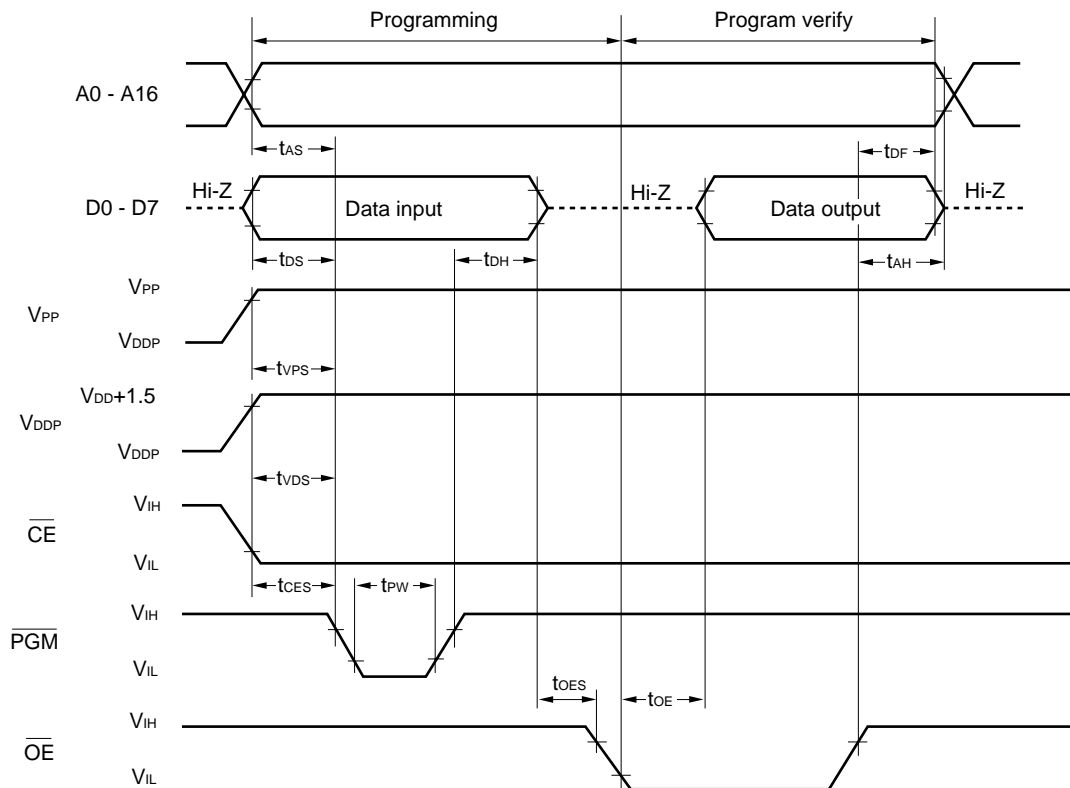 Programming Program verify
A0 - A16
tAS tDF
Hi-Z Hi-Z Hi-Z
D0 - D7 Data input Data output
tDS tDH tAH
VPP
VPP
VDDP
tVPS
VDD+1.5
VDDP
VDDP
tVDS
VIH
CE
VIL
tCES tPW
VIH
PGM
VIL
tOES tOE
VIH
OE
VIL